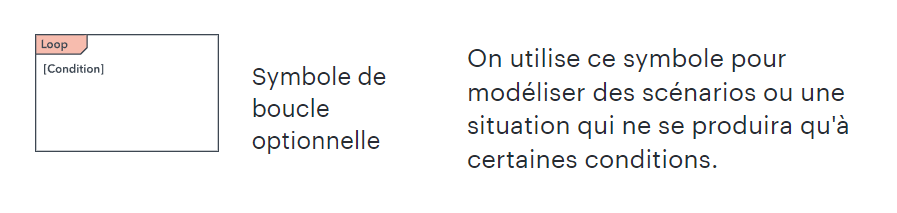 Loop
[Condition]
Symbole de
boucle
optionnelle
On utilise ce symbole pour
modéliser des scénarios ou une
situation qui ne se produira qu'à
certaines conditions.